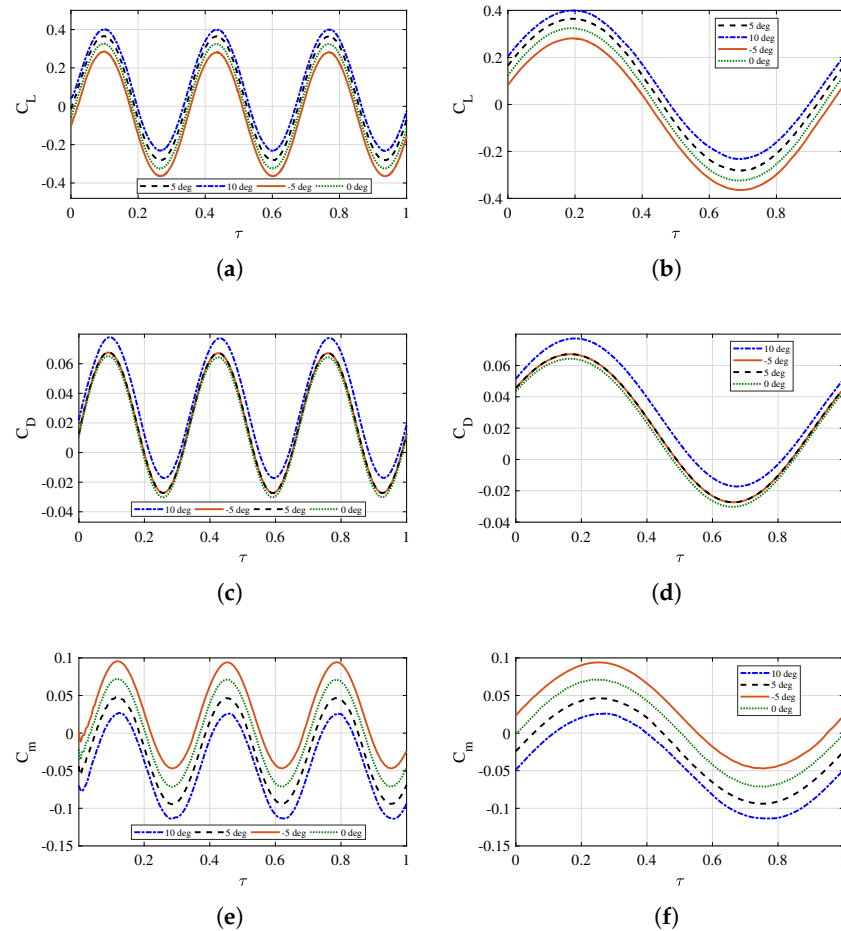 0.4
0.2
0
-0.2
-0.4
C_L
0 0.2 0.4 0.6 0.8 1
τ
5 deg 10 deg -5 deg 0 deg
(a)
0.4
0.2
0
-0.2
-0.4
C_L
0 0.2 0.4 0.6 0.8
τ
5 deg
10 deg
-5 deg
0 deg
(b)
0.06
0.04
0.02
0
-0.02
-0.04
C_D
0 0.2 0.4 0.6 0.8 1
τ
10 deg -5 deg 5 deg 0 deg
(c)
0.06
0.04
0.02
0
-0.02
-0.04
C_D
0 0.2 0.4 0.6 0.8
τ
10 deg
-5 deg
5 deg
0 deg
(d)
0.1
0.05
0
-0.05
-0.1
-0.15
C_m
0.2 0.4 0.6 0.8 1
τ
10 deg 5 deg -5 deg 0 deg
(e)
0.1
0.05
0
-0.05
-0.1
-0.15
C_m
0 0.2 0.4 0.6 0.8
τ
10 deg
5 deg
-5 deg
0 deg
(f)